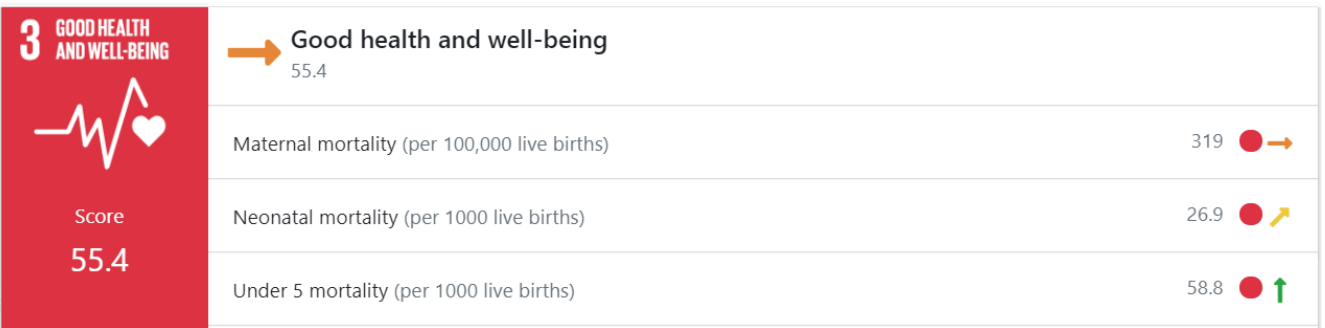 3 GOOD HEALTH
AND WELL-BEING
Score
55.4
Good health and well-being
55.4
Maternal mortality (per 100,000 live births) 319
Neonatal mortality (per 1000 live births) 26.9
Under 5 mortality (per 1000 live births) 58.8